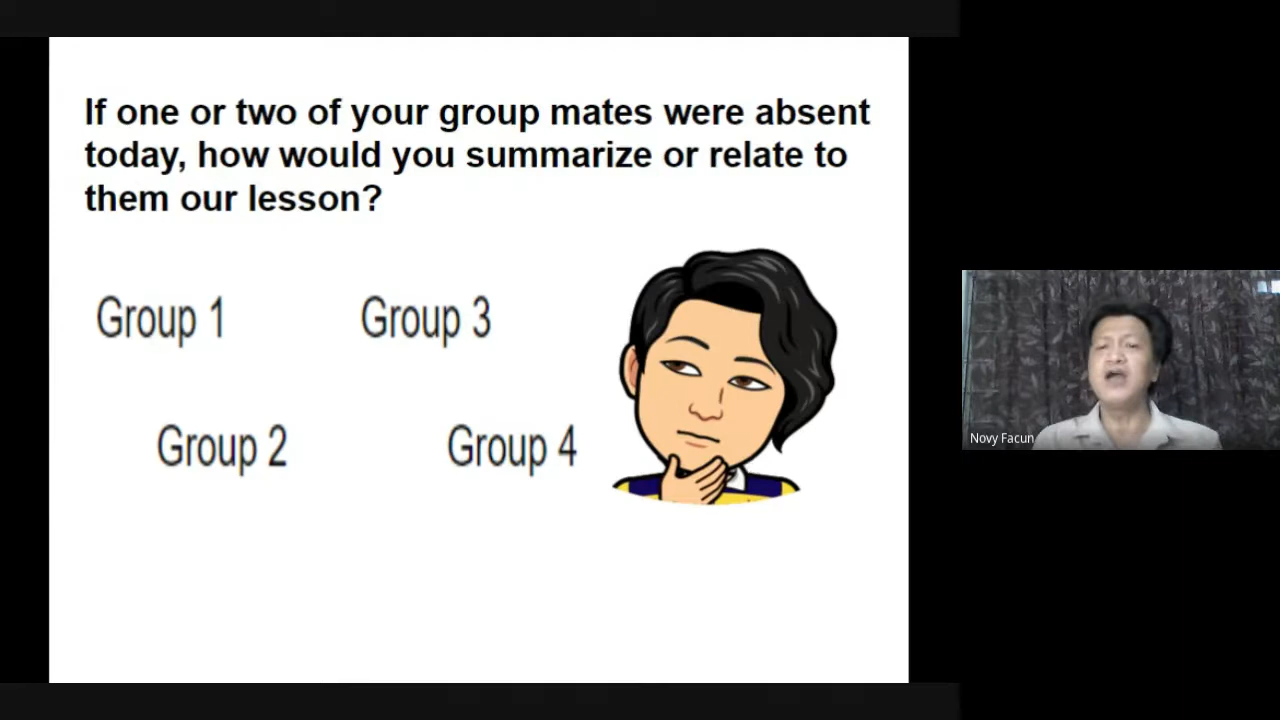 If one or two of your group mates were absent
today, how would you summarize or relate to
them our lesson?
Group 1
Group 3
Group 2
Group 4
Novy Facun